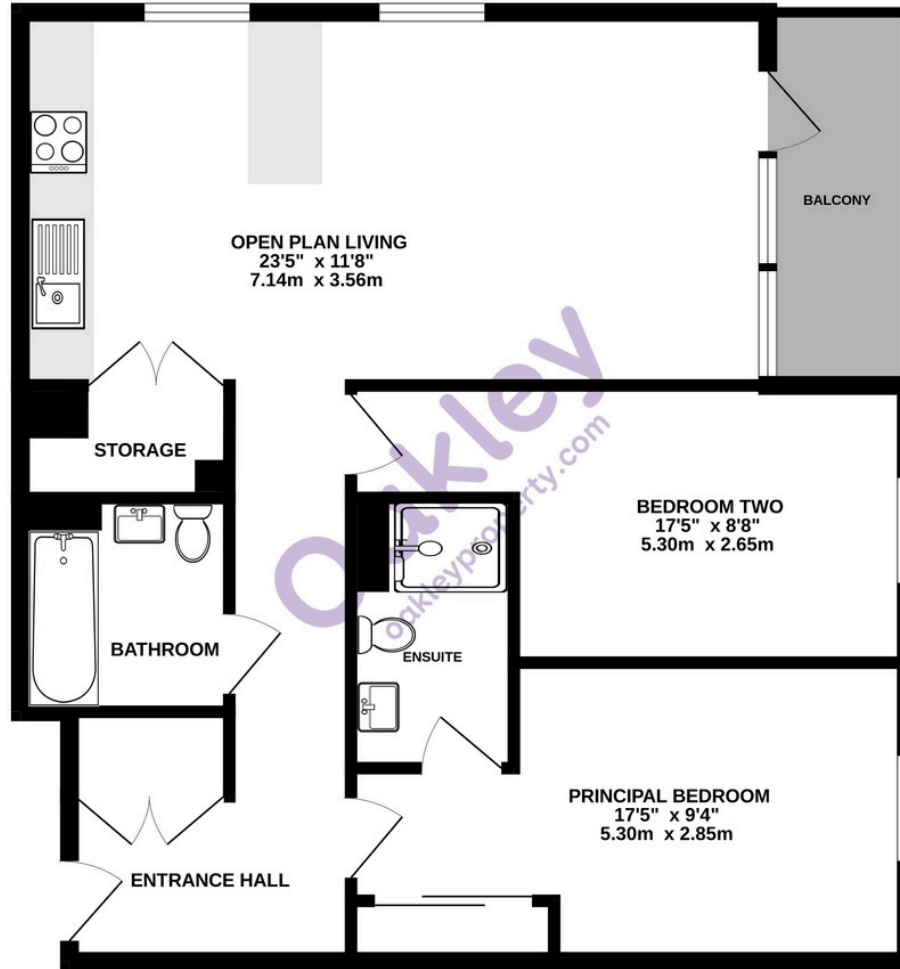 BALCONY
OPEN PLAN LIVING
23'5" x 11'8"
7.14m x 3.56m
STORAGE
Oakley
oakleyproperty.com
BEDROOM TWO
17'5" x 8'8"
5.30m x 2.65m
BATHROOM
ENSUITE
PRINCIPAL BEDROOM
17'5" x 9'4"
5.30m x 2.85m
ENTRANCE HALL